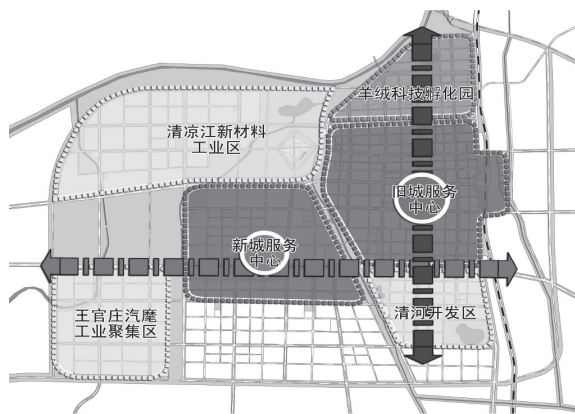 羊绒科技孵化园
清凉江新材料
工业区
旧城服务
中心
新城服务
中心
王官庄汽摩
工业聚集区
清河开发区